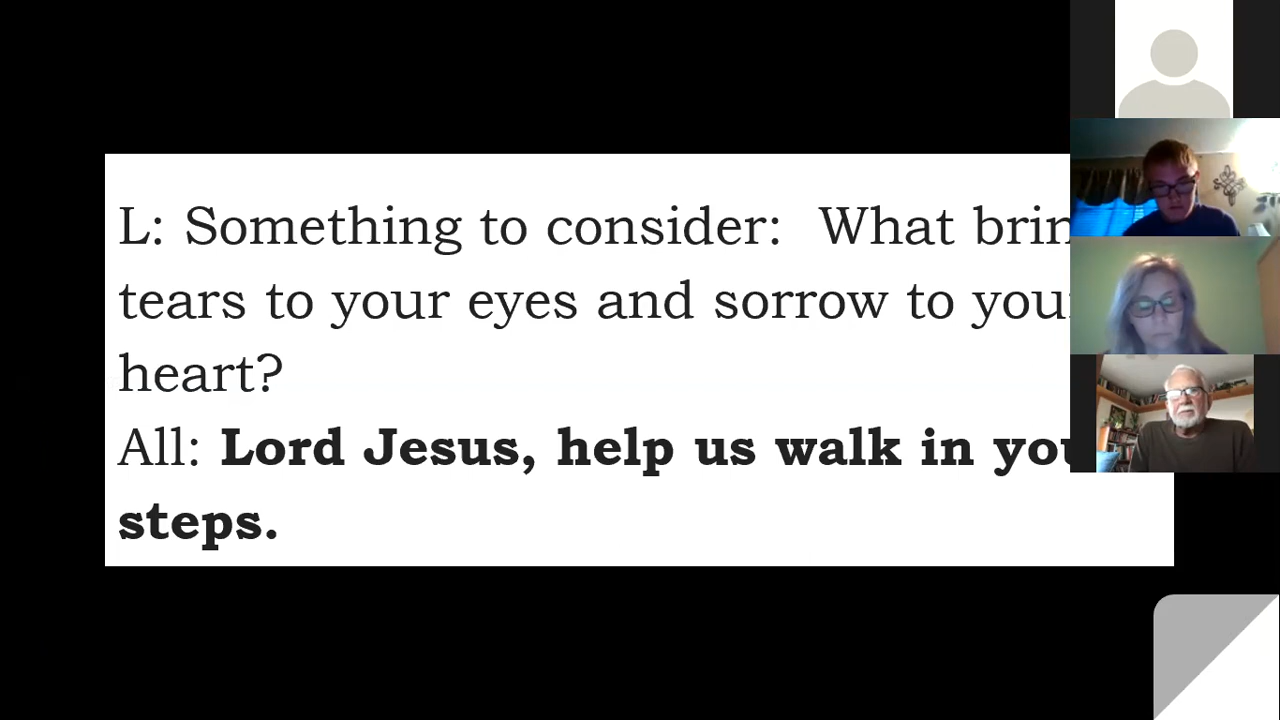 L: Something to consider: What brin
tears to your eyes and sorrow to you
heart?
All: Lord Jesus, help us walk in you
steps.